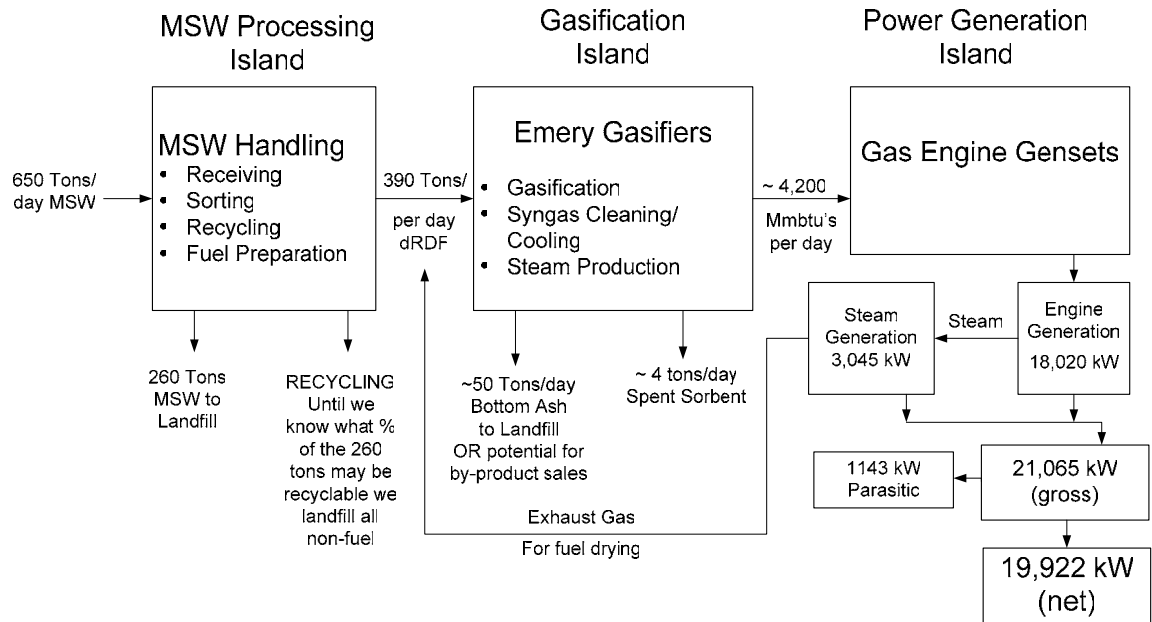 MSW Processing
Island
Gasification
Island
Power Generation
Island
650 Tons/
day MSW
MSW Handling
• Receiving
• Sorting
• Recycling
• Fuel Preparation
390 Tons/
per day
dRDF
Emery Gasifiers
• Gasification
• Syngas Cleaning/
Cooling
• Steam Production
~ 4,200
Mmbtu's
per day
Gas Engine Gensets
Steam
Generation
3,045 kW
Steam
Engine
Generation
18,020 kW
260 Tons
MSW to
Landfill
RECYCLING
Until we
know what %
of the 260
tons may be
recyclable we
landfill all
non-fuel
~50 Tons/day
Bottom Ash
to Landfill
OR potential for
by-product sales
~ 4 tons/day
Spent Sorbent
1143 kW
Parasitic
21,065 kW
(gross)
Exhaust Gas
For fuel drying
19,922 kW
(net)